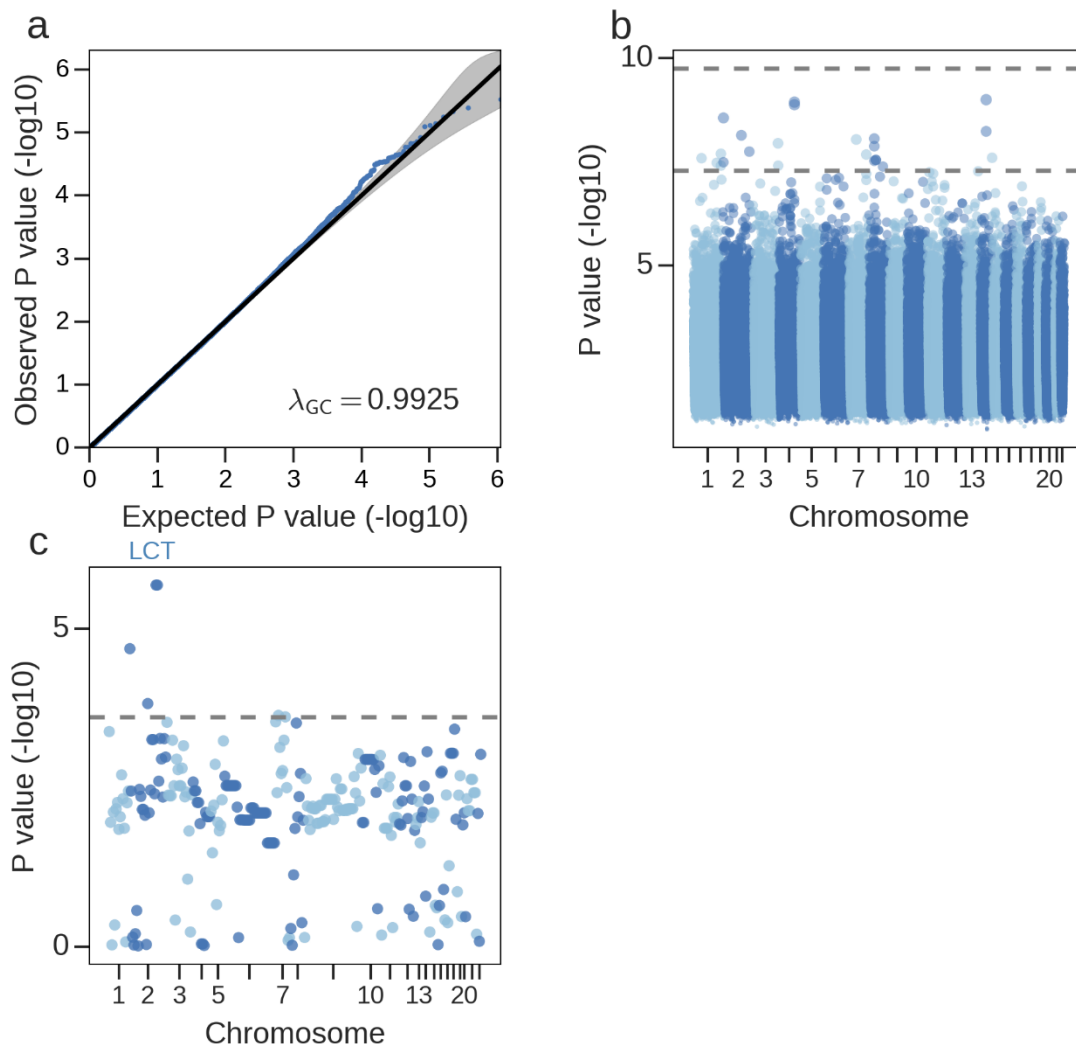 a
Observed P value (-log10)
6
5
4
3
2
1
0
λGC = 0.9925
0 1 2 3 4 5 6
Expected P value (-log10)
b
P value (-log10)
10
5
1 2 3 5 7 10 13 20
Chromosome
c
LCT
P value (-log10)
5
0
1 2 3 5 7 10 13 20
Chromosome